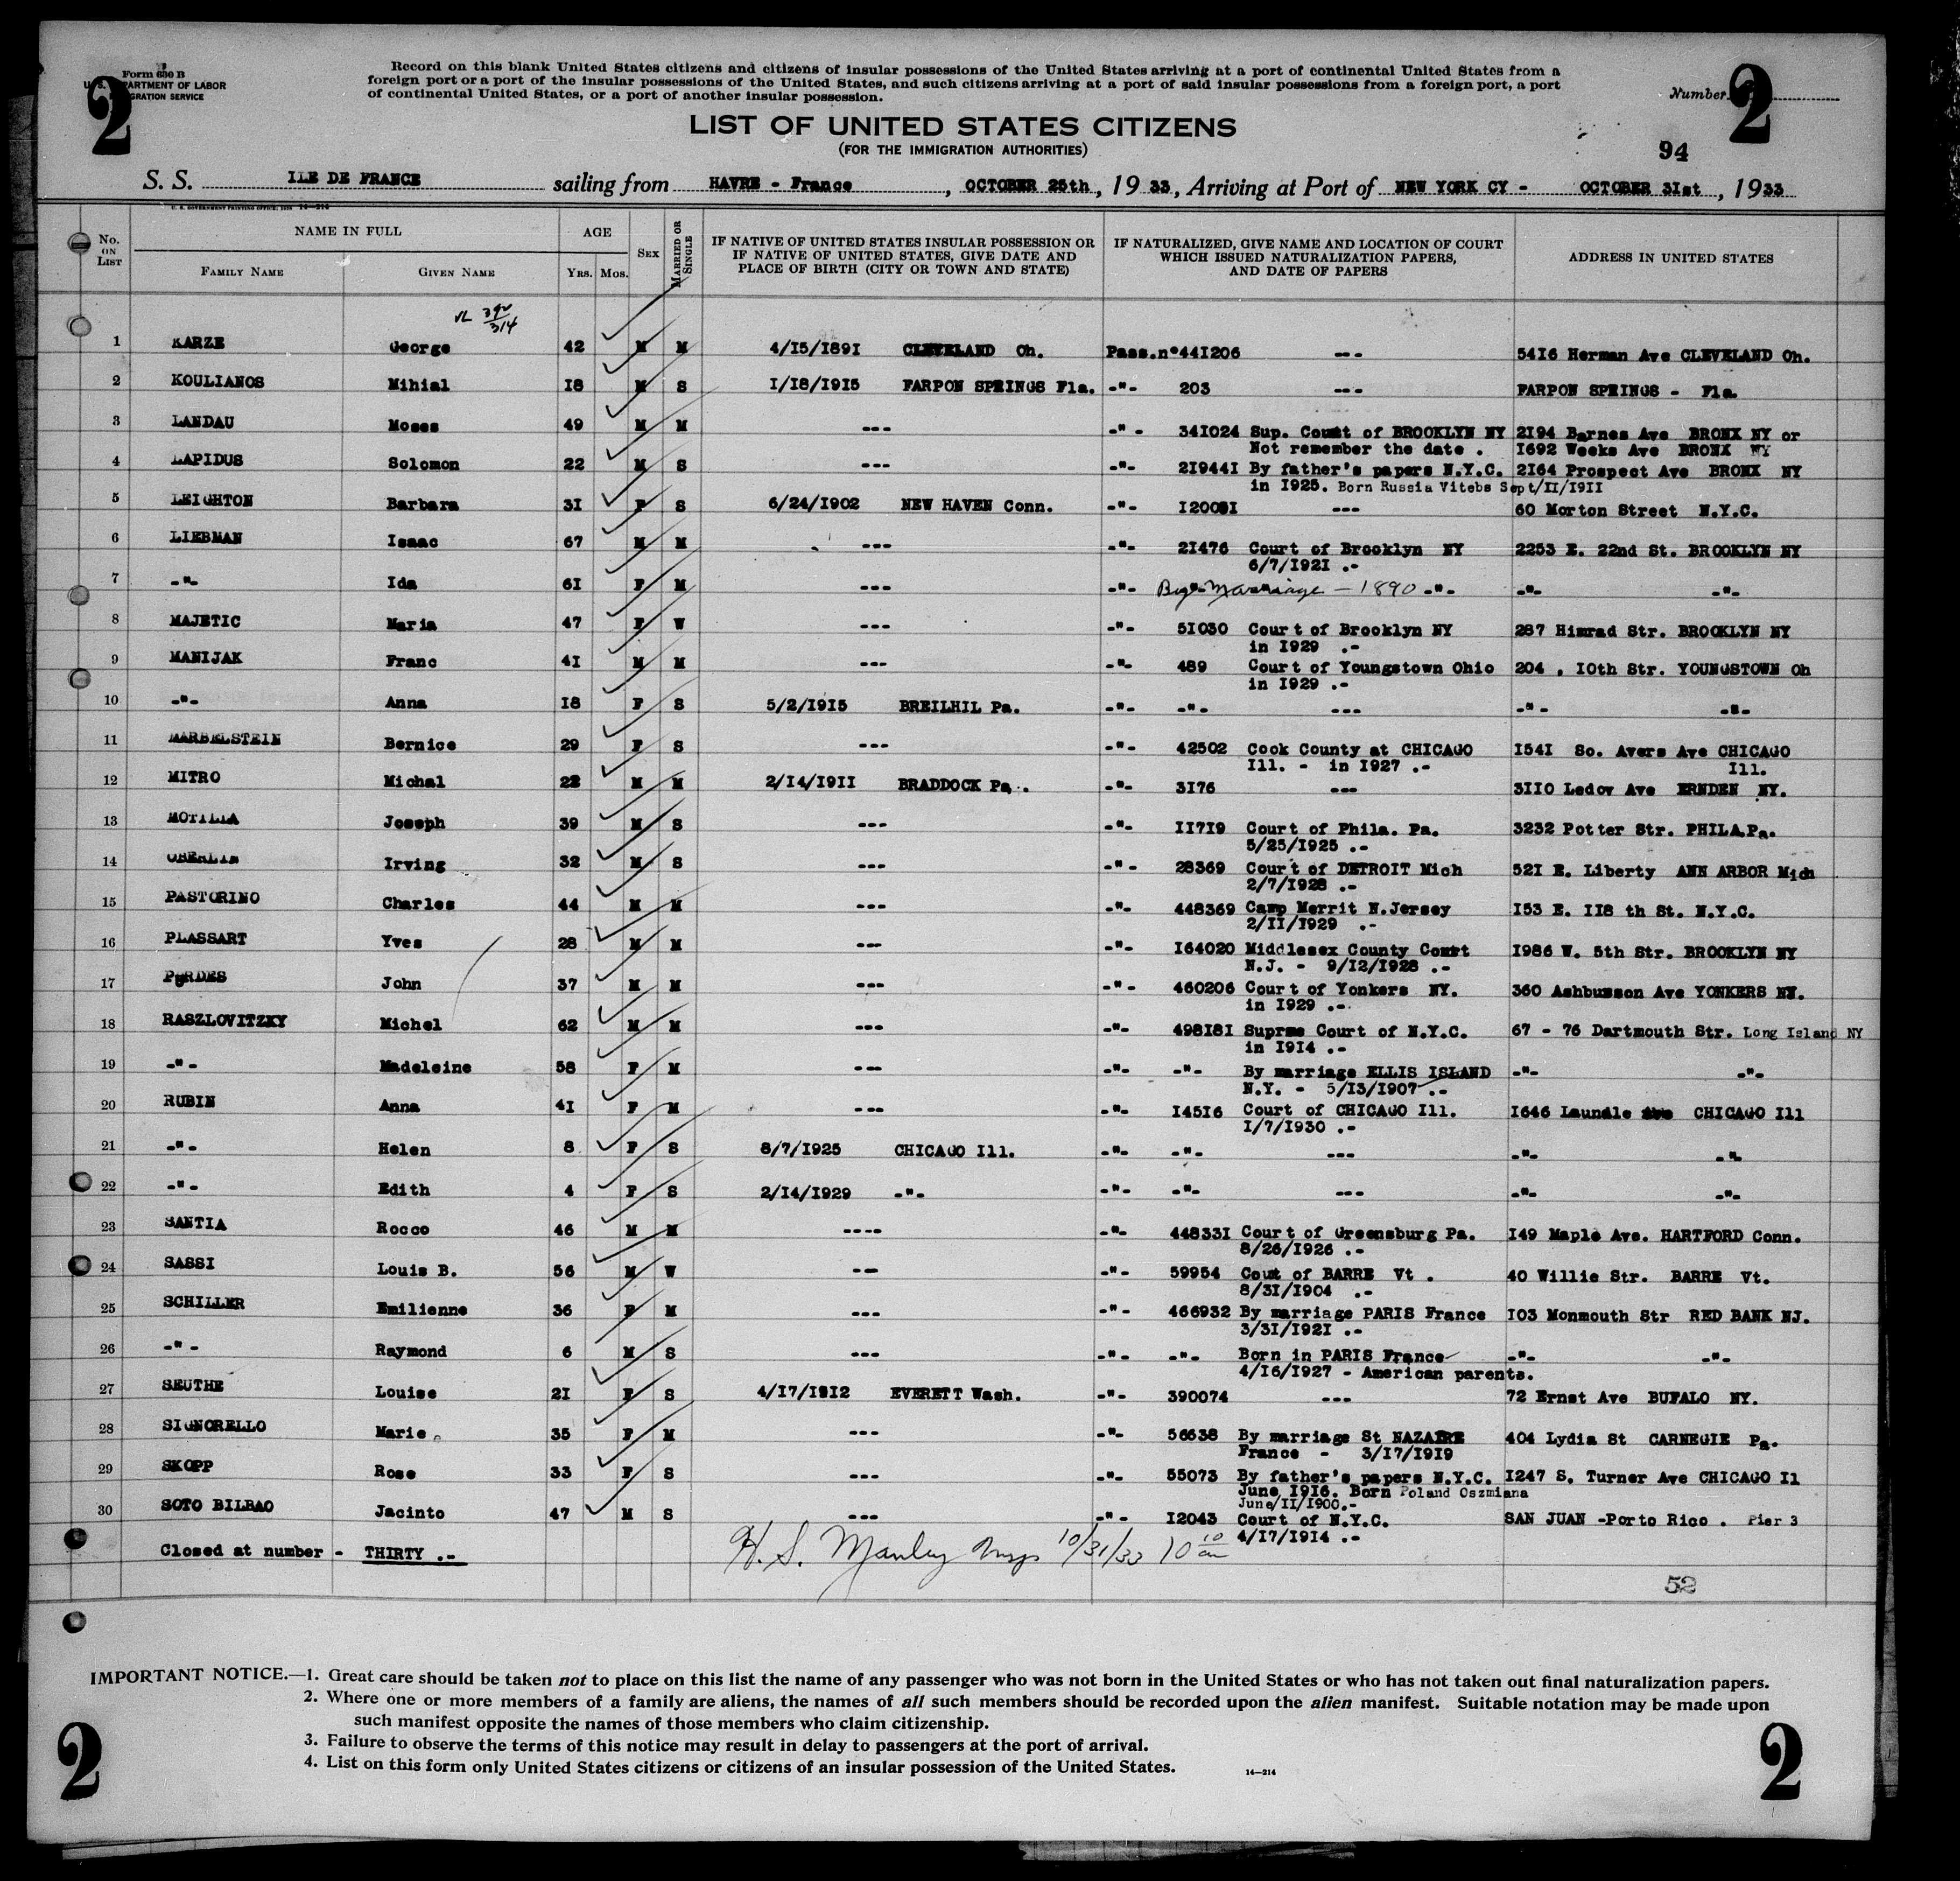 Form 630 B
U. S. DEPARTMENT OF LABOR
IMMIGRATION SERVICE
2
Record on this blank United States citizens and citizens of insular possessions of the United States arriving at a port of continental United States from a
foreign port or a port of the insular possessions of the United States, and such citizens arriving at a port of said insular possessions from a foreign port, a port
of continental United States, or a port of another insular possession.
Number
2
LIST OF UNITED STATES CITIZENS
(FOR THE IMMIGRATION AUTHORITIES)
94
S. S. ILE DE FRANCE sailing from HAVRE - France, OCTOBER 25th, 1933, Arriving at Port of NEW YORK CY - OCTOBER 31st, 1933
No. ON LIST NAME IN FULL FAMILY NAME GIVEN NAME AGE YRS. MOS. SEX MARRIED OR SINGLE IF NATIVE OF UNITED STATES INSULAR POSSESSION OR IF NATIVE OF UNITED STATES, GIVE DATE AND PLACE OF BIRTH (CITY OR TOWN AND STATE) IF NATURALIZED, GIVE NAME AND LOCATION OF COURT WHICH ISSUED NATURALIZATION PAPERS, AND DATE OF PAPERS ADDRESS IN UNITED STATES
1 KARZE George 42 M M 4/15/1891 CLEVELAND Oh. Pass.n°441206 --- 5416 Herman Ave CLEVELAND Oh.
2 KOULIANOS Mihial 18 M S 1/18/1915 FARPON SPRINGS Fla. -"- 203 --- FARPON SPRINGS - Fla.
3 LANDAU Moses 49 M M --- -"- 341024 Sup. Court of BROOKLYN NY 2194 Barnes Ave BRONX NY or
Not remember the date . 1692 Weeks Ave BRONX NY
4 LAPIDUS Solomon 22 M S --- -"- 219441 By father's papers N.Y.C. 2164 Prospect Ave BRONX NY
in 1925. Born Russia Vitebs Sept/11/1911
5 LEIGHTON Barbara 31 F S 6/24/1902 NEW HAVEN Conn. -"- --- 60 Morton Street N.Y.C.
6 LIEBMAN Isaac 67 M M --- -"- 21476 Court of Brooklyn NY 2253 E. 22nd St. BROOKLYN NY
6/7/1921 .-
7 -"- Ida 61 F M --- -"- By Marriage - 1890 -"- -"- -"-
8 MAJETIC Maria 47 F W --- -"- 51030 Court of Brooklyn NY 287 Himrad Str. BROOKLYN NY
in 1929 .-
9 MANIJAK Franc 41 M M --- -"- 489 Court of Youngstown Ohio 204 , 10th Str. YOUNGSTOWN Oh
in 1929 .-
10 -"- Anna 18 F S 5/2/1915 BREILHIL Pa. -"- -"- --- -"- -"-
11 MARBELSTEIN Bernice 29 F S --- -"- 42502 Cook County at CHICAGO 1541 So. Avers Ave CHICAGO
Ill. - in 1927 .- Ill.
12 MITRO Michal 22 M M 2/14/1911 BRADDOCK Pa . -"- 3176 --- 3110 Ledov Ave ERNDEN NY.
13 MOTILLA Joseph 39 M S --- -"- 11719 Court of Phila. Pa. 3232 Potter Str. PHILA.Pa.
5/25/1925 .-
14 OBERLIN Irving 32 M S --- -"- 28369 Court of DETROIT Mich 521 E. Liberty ANN ARBOR Mich
2/7/1928 .-
15 PASTORINO Charles 44 M M --- -"- 448369 Camp Merrit N.Jersey 153 E. 118 th St. N.Y.C.
2/11/1929 .-
16 PLASSART Yves 28 M M --- -"- 164020 Middlesex County Court 1986 W. 5th Str. BROOKLYN NY
N.J. - 9/12/1928 .-
17 John 37 M M --- -"- 460206 Court of Yonkers NY. 360 Ashbusson Ave YONKERS NY.
in 1929 .-
18 RASZLOVITZKY Michel 62 M M --- -"- 498181 Suprme Court of N.Y.C. 67 - 76 Dartmouth Str. Long Island NY
in 1914 .-
19 -"- Madeleine 58 F M --- -"- -"- By marriage ELLIS ISLAND -"- -"-
N.Y. - 5/13/1907 .-
20 RUBIN Anna 41 F M --- -"- 14516 Court of CHICAGO Ill. 1646 Laundle Ave CHICAGO Ill
1/7/1930 .-
21 -"- Helen 8 F S 8/7/1925 CHICAGO Ill. -"- -"- --- -"- -"-
22 -"- Edith 4 F S 2/14/1929 -"- -"- -"- --- -"- -"-
23 SANTIA Rocco 46 M M ---- -"- 448331 Court of Greensburg Pa. 149 Maple Ave. HARTFORD Conn.
8/26/1926 .-
24 SASSI Louis B. 56 M W --- -"- 59954 Cout of BARRE Vt . 40 Willie Str. BARRE Vt.
8/31/1904 .-
25 SCHILLER Emilienne 36 F M --- -"- 466932 By marriage PARIS France 103 Monmouth Str RED BANK NJ.
3/31/1921 .-
26 -"- Raymond 6 M S --- -"- -"- Born in PARIS France -"- -"-
4/16/1927 - American parents.
27 SEUTHE Louise 21 F S 4/17/1912 EVERETT Wash. -"- 390074 --- 72 Ernst Ave BUFALO NY.
28 SIGNORELLO Marie 35 F M --- -"- 56638 By marriage St NAZAIRE 404 Lydia St CARNEGIE Pa.
France - 3/17/1919
29 SKOPP Rose 33 F S --- -"- 55073 By father's papers N.Y.C. 1247 S. Turner Ave CHICAGO Il
June 1916. Born Poland Oszmiana
June/11/1900.-
30 SOTO BILBAO Jacinto 47 M S --- -"- 12043 Court of N.Y.C. SAN JUAN -Porto Rico . Pier 3
4/17/1914 .-
Closed at number - THIRTY .- H. S. Manley Insp 10/31/33 10 10 am
52
IMPORTANT NOTICE.—1. Great care should be taken not to place on this list the name of any passenger who was not born in the United States or who has not taken out final naturalization papers.
2. Where one or more members of a family are aliens, the names of all such members should be recorded upon the alien manifest. Suitable notation may be made upon
such manifest opposite the names of those members who claim citizenship.
3. Failure to observe the terms of this notice may result in delay to passengers at the port of arrival.
4. List on this form only United States citizens or citizens of an insular possession of the United States.
14—214
2
2